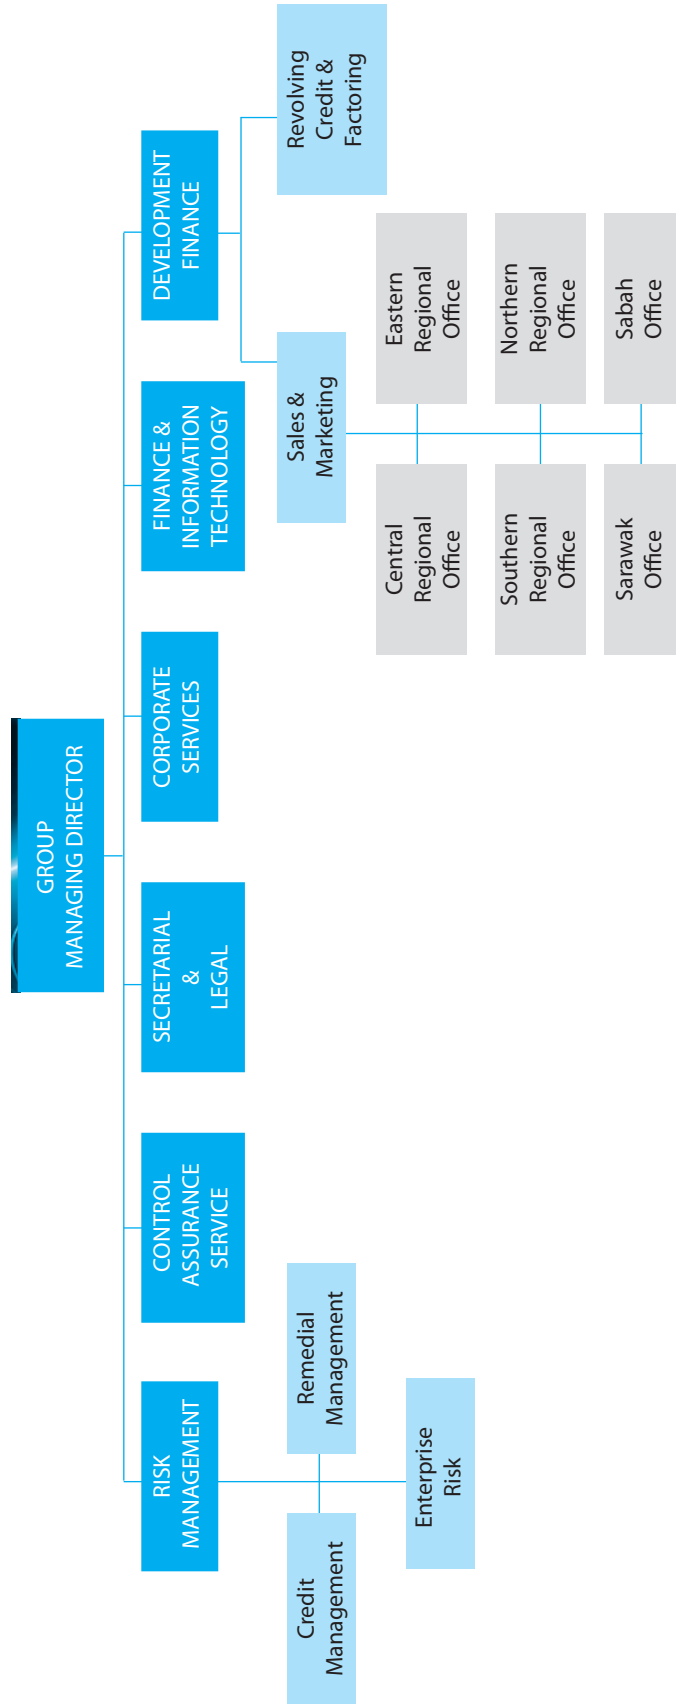 GROUP
MANAGING DIRECTOR
RISK
MANAGEMENT
CONTROL
ASSURANCE
SERVICE
SECRETARIAL
&
LEGAL
CORPORATE
SERVICES
FINANCE &
INFORMATION
TECHNOLOGY
DEVELOPMENT
FINANCE
Credit
Management
Remedial
Management
Enterprise
Risk
Sales &
Marketing
Revolving
Credit &
Factoring
Central
Regional
Office
Eastern
Regional
Office
Southern
Regional
Office
Northern
Regional
Office
Sarawak
Office
Sabah
Office